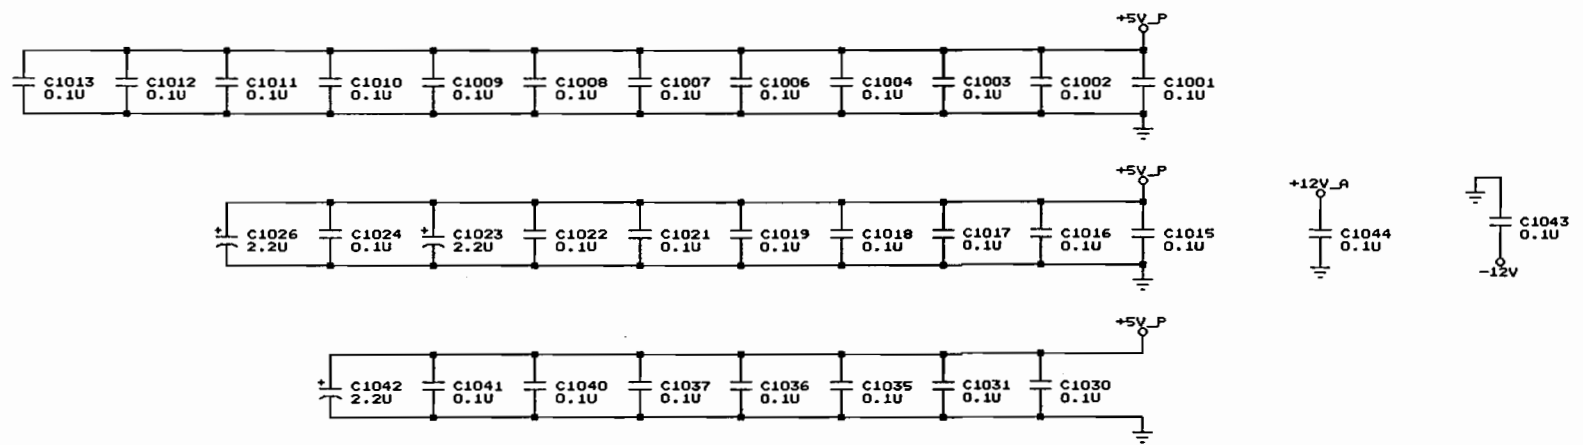 +5V_P
C1013 C1012 C1011 C1010 C1009 C1008 C1007 C1006 C1004 C1003 C1002 C1001
0.1U 0.1U 0.1U 0.1U 0.1U 0.1U 0.1U 0.1U 0.1U 0.1U 0.1U 0.1U
+5V_P
+12V_A
+ C1026 C1024 + C1023 C1022 C1021 C1019 C1018 C1017 C1016 C1015 C1044 C1043
2.2U 0.1U 2.2U 0.1U 0.1U 0.1U 0.1U 0.1U 0.1U 0.1U 0.1U 0.1U
-12V
+5V_P
+ C1042 C1041 C1040 C1037 C1036 C1035 C1031 C1030
2.2U 0.1U 0.1U 0.1U 0.1U 0.1U 0.1U 0.1U